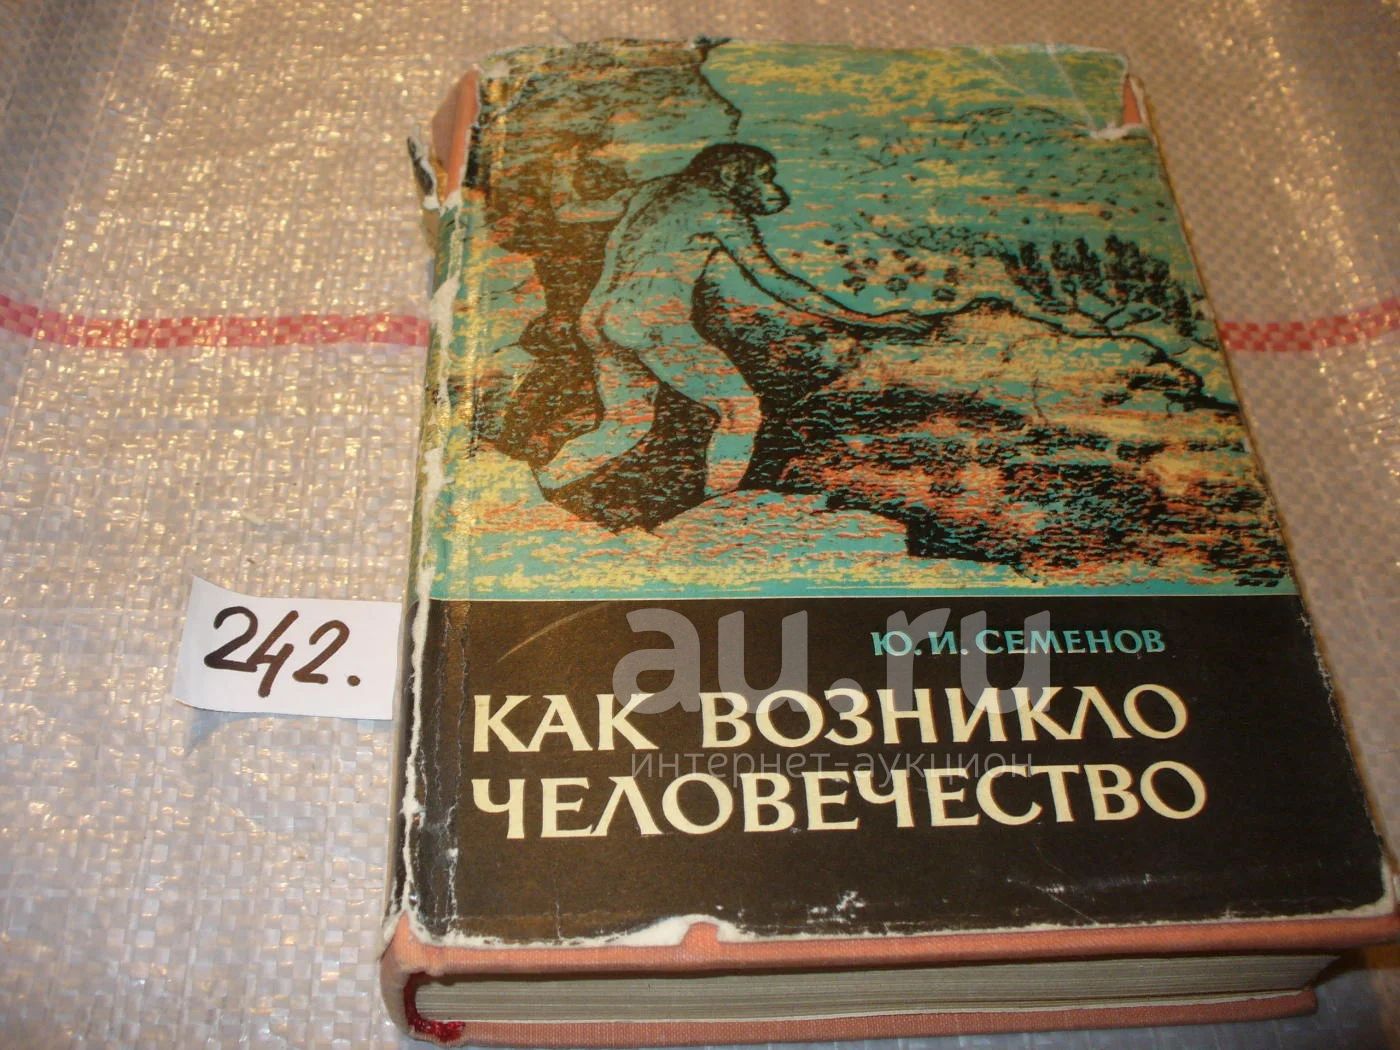 Ю. И. СЕМЕНОВ
КАК ВОЗНИКЛО
ЧЕЛОВЕЧЕСТВО
242.
au.ru
интернет-аукцион